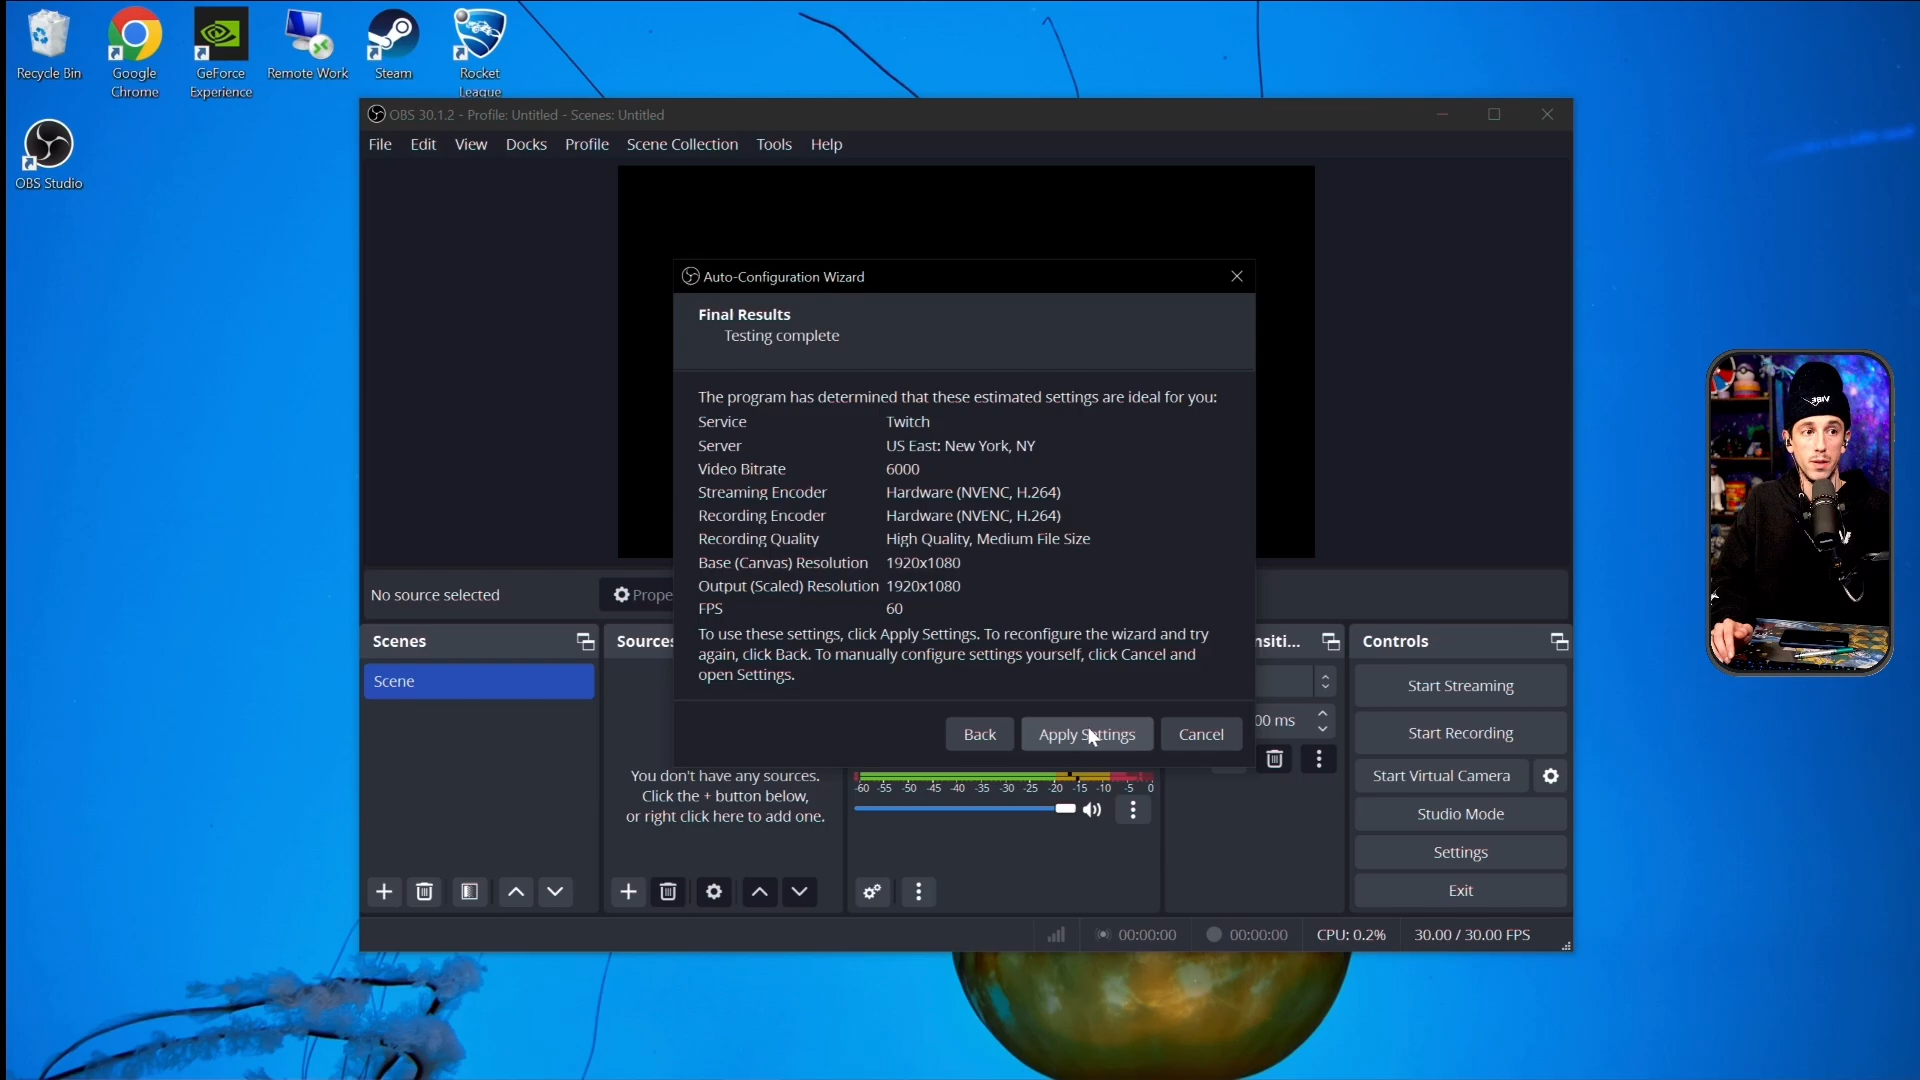 Recycle Bin
Google
Chrome
GeForce
Experience
Remote Work
Steam
Rocket
League
OBS Studio
OBS 30.1.2 - Profile: Untitled - Scenes: Untitled
File Edit View Docks Profile Scene Collection Tools Help
Auto-Configuration Wizard
Final Results
Testing complete
The program has determined that these estimated settings are ideal for you:
Service Twitch
Server US East: New York, NY
Video Bitrate 6000
Streaming Encoder Hardware (NVENC, H.264)
Recording Encoder Hardware (NVENC, H.264)
Recording Quality High Quality, Medium File Size
Base (Canvas) Resolution 1920x1080
Output (Scaled) Resolution 1920x1080
FPS 60
To use these settings, click Apply Settings. To reconfigure the wizard and try
again, click Back. To manually configure settings yourself, click Cancel and
open Settings.
Back Apply Settings Cancel
No source selected
Prope
Scenes
Scene
Sources
You don't have any sources.
Click the + button below,
or right click here to add one.
-60 -55 -50 -45 -40 -35 -30 -25 -20 -15 -10 -5 0
nsiti...
00 ms
Controls
Start Streaming
Start Recording
Start Virtual Camera
Studio Mode
Settings
Exit
00:00:00 00:00:00 CPU: 0.2% 30.00 / 30.00 FPS